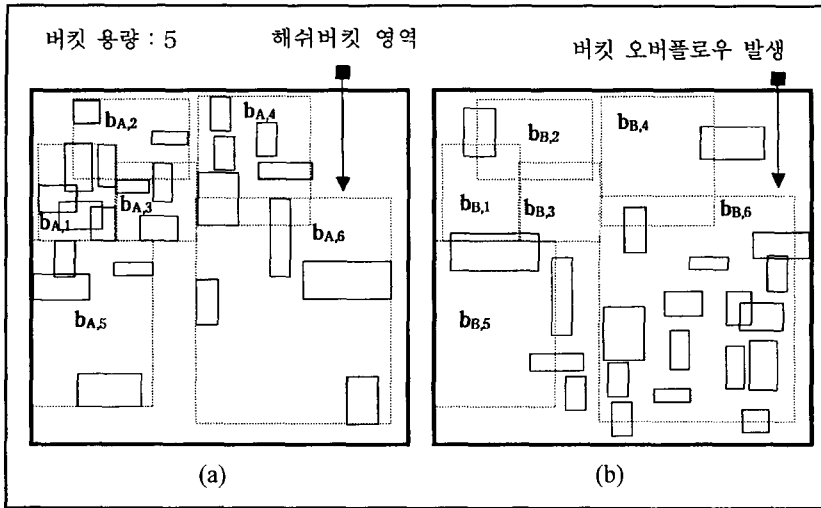 버킷 용량 : 5
해쉬버킷 영역
버킷 오버플로우 발생
bA,2
bA,4
bA,3
bA,1
bA,6
bA,5
bB,2
bB,4
bB,1
bB,3
bB,6
bB,5
(a)
(b)